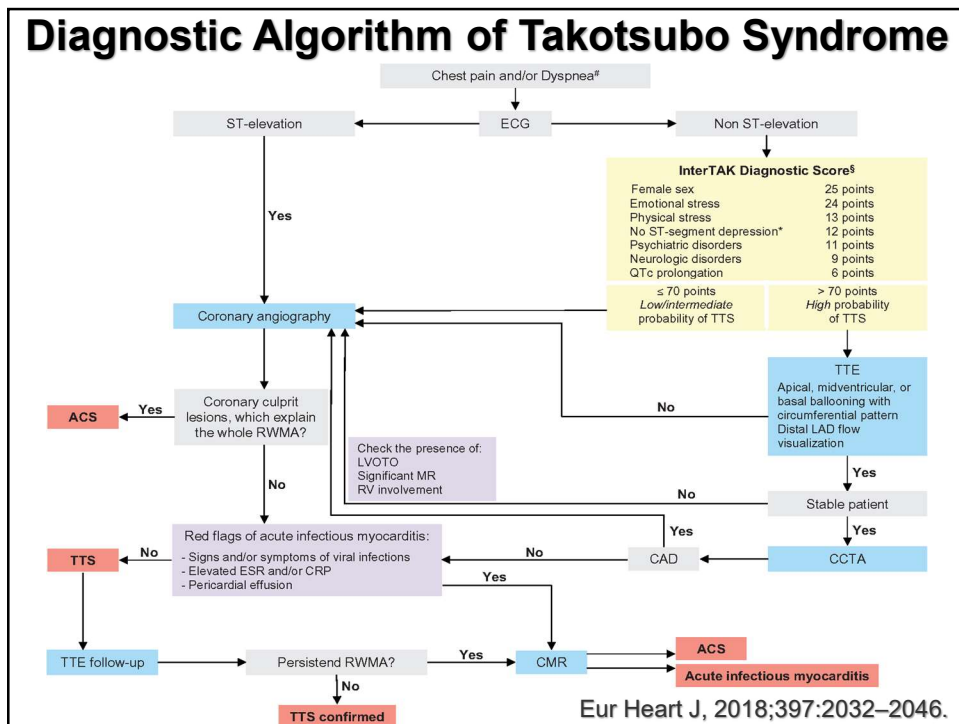 Diagnostic Algorithm of Takotsubo Syndrome
Chest pain and/or Dyspnea#
ST-elevation
ECG
Non ST-elevation
InterTAK Diagnostic Score§
Female sex 25 points
Emotional stress 24 points
Physical stress 13 points
No ST-segment depression* 12 points
Psychiatric disorders 11 points
Neurologic disorders 9 points
QTc prolongation 6 points
Yes
≤ 70 points
Low/intermediate
probability of TTS
> 70 points
High probability
of TTS
Coronary angiography
TTE
Apical, midventricular, or
basal ballooning with
circumferential pattern
Distal LAD flow
visualization
No
Yes
ACS
Yes
Coronary culprit
lesions, which explain
the whole RWMA?
Check the presence of:
LVOTO
Significant MR
RV involvement
No
No
Stable patient
Yes
Yes
Red flags of acute infectious myocarditis:
- Signs and/or symptoms of viral infections
- Elevated ESR and/or CRP
- Pericardial effusion
TTS
No
No
CAD
CCTA
Yes
TTE follow-up
Persistend RWMA?
Yes
CMR
ACS
Acute infectious myocarditis
No
TTS confirmed
Eur Heart J, 2018;397:2032–2046.